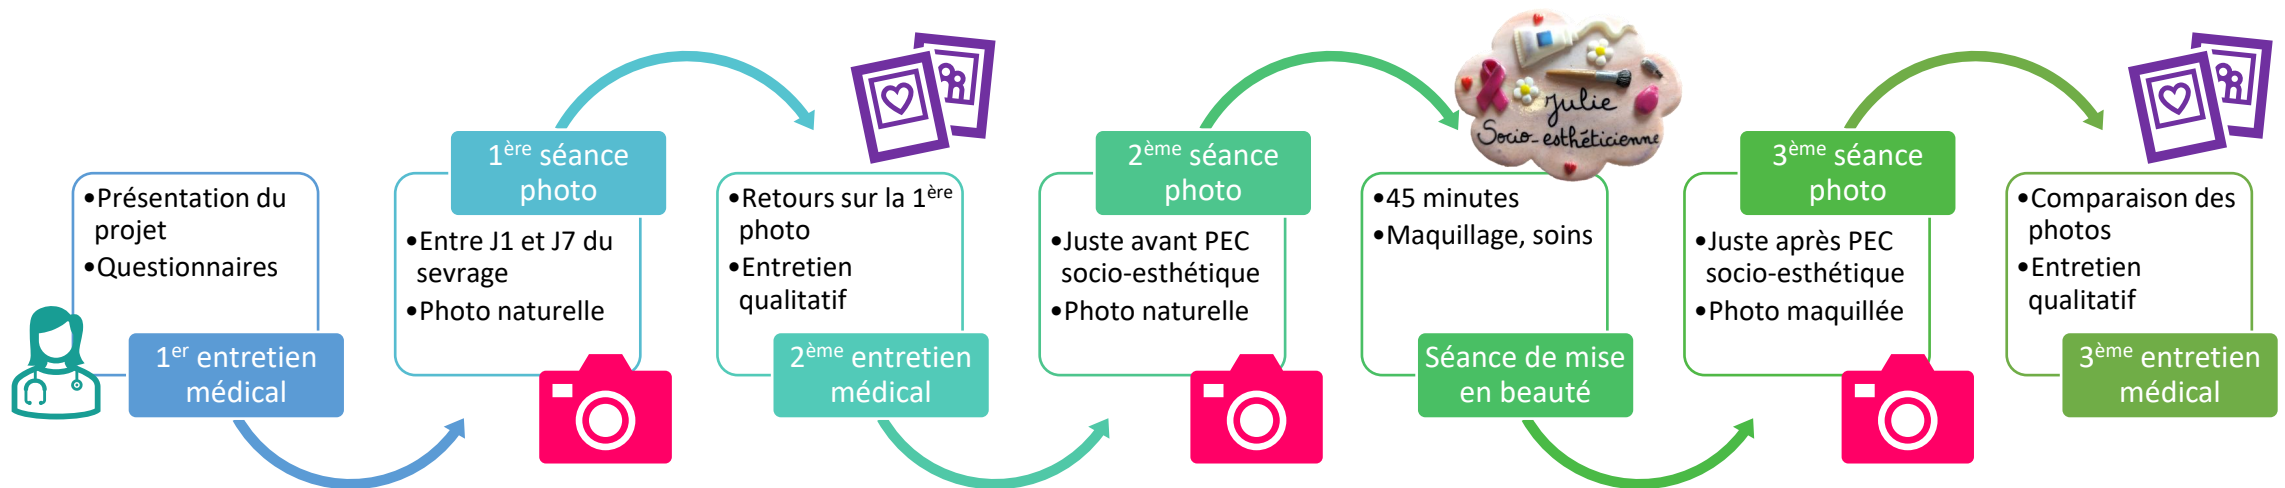 •Présentation du
projet
•Questionnaires
1er entretien
médical
1ère séance
photo
•Entre J1 et J7 du
sevrage
•Photo naturelle
•Retours sur la 1ère
photo
•Entretien
qualitatif
2ème entretien
médical
2ème séance
photo
•Juste avant PEC
socio-esthétique
•Photo naturelle
Julie
Socio-esthéticienne
•45 minutes
•Maquillage, soins
Séance de mise
en beauté
3ème séance
photo
•Juste après PEC
socio-esthétique
•Photo maquillée
•Comparaison des
photos
•Entretien
qualitatif
3ème entretien
médical